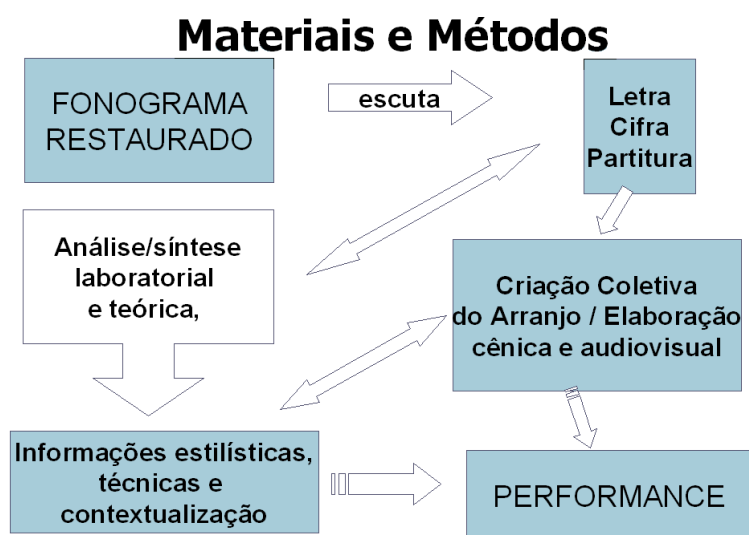 Materiais e Métodos
FONOGRAMA
RESTAURADO
escuta
Letra
Cifra
Partitura
Análise/síntese
laboratorial
e teórica,
Criação Coletiva
do Arranjo / Elaboração
cênica e audiovisual
Informações estilísticas,
técnicas e
contextualização
PERFORMANCE